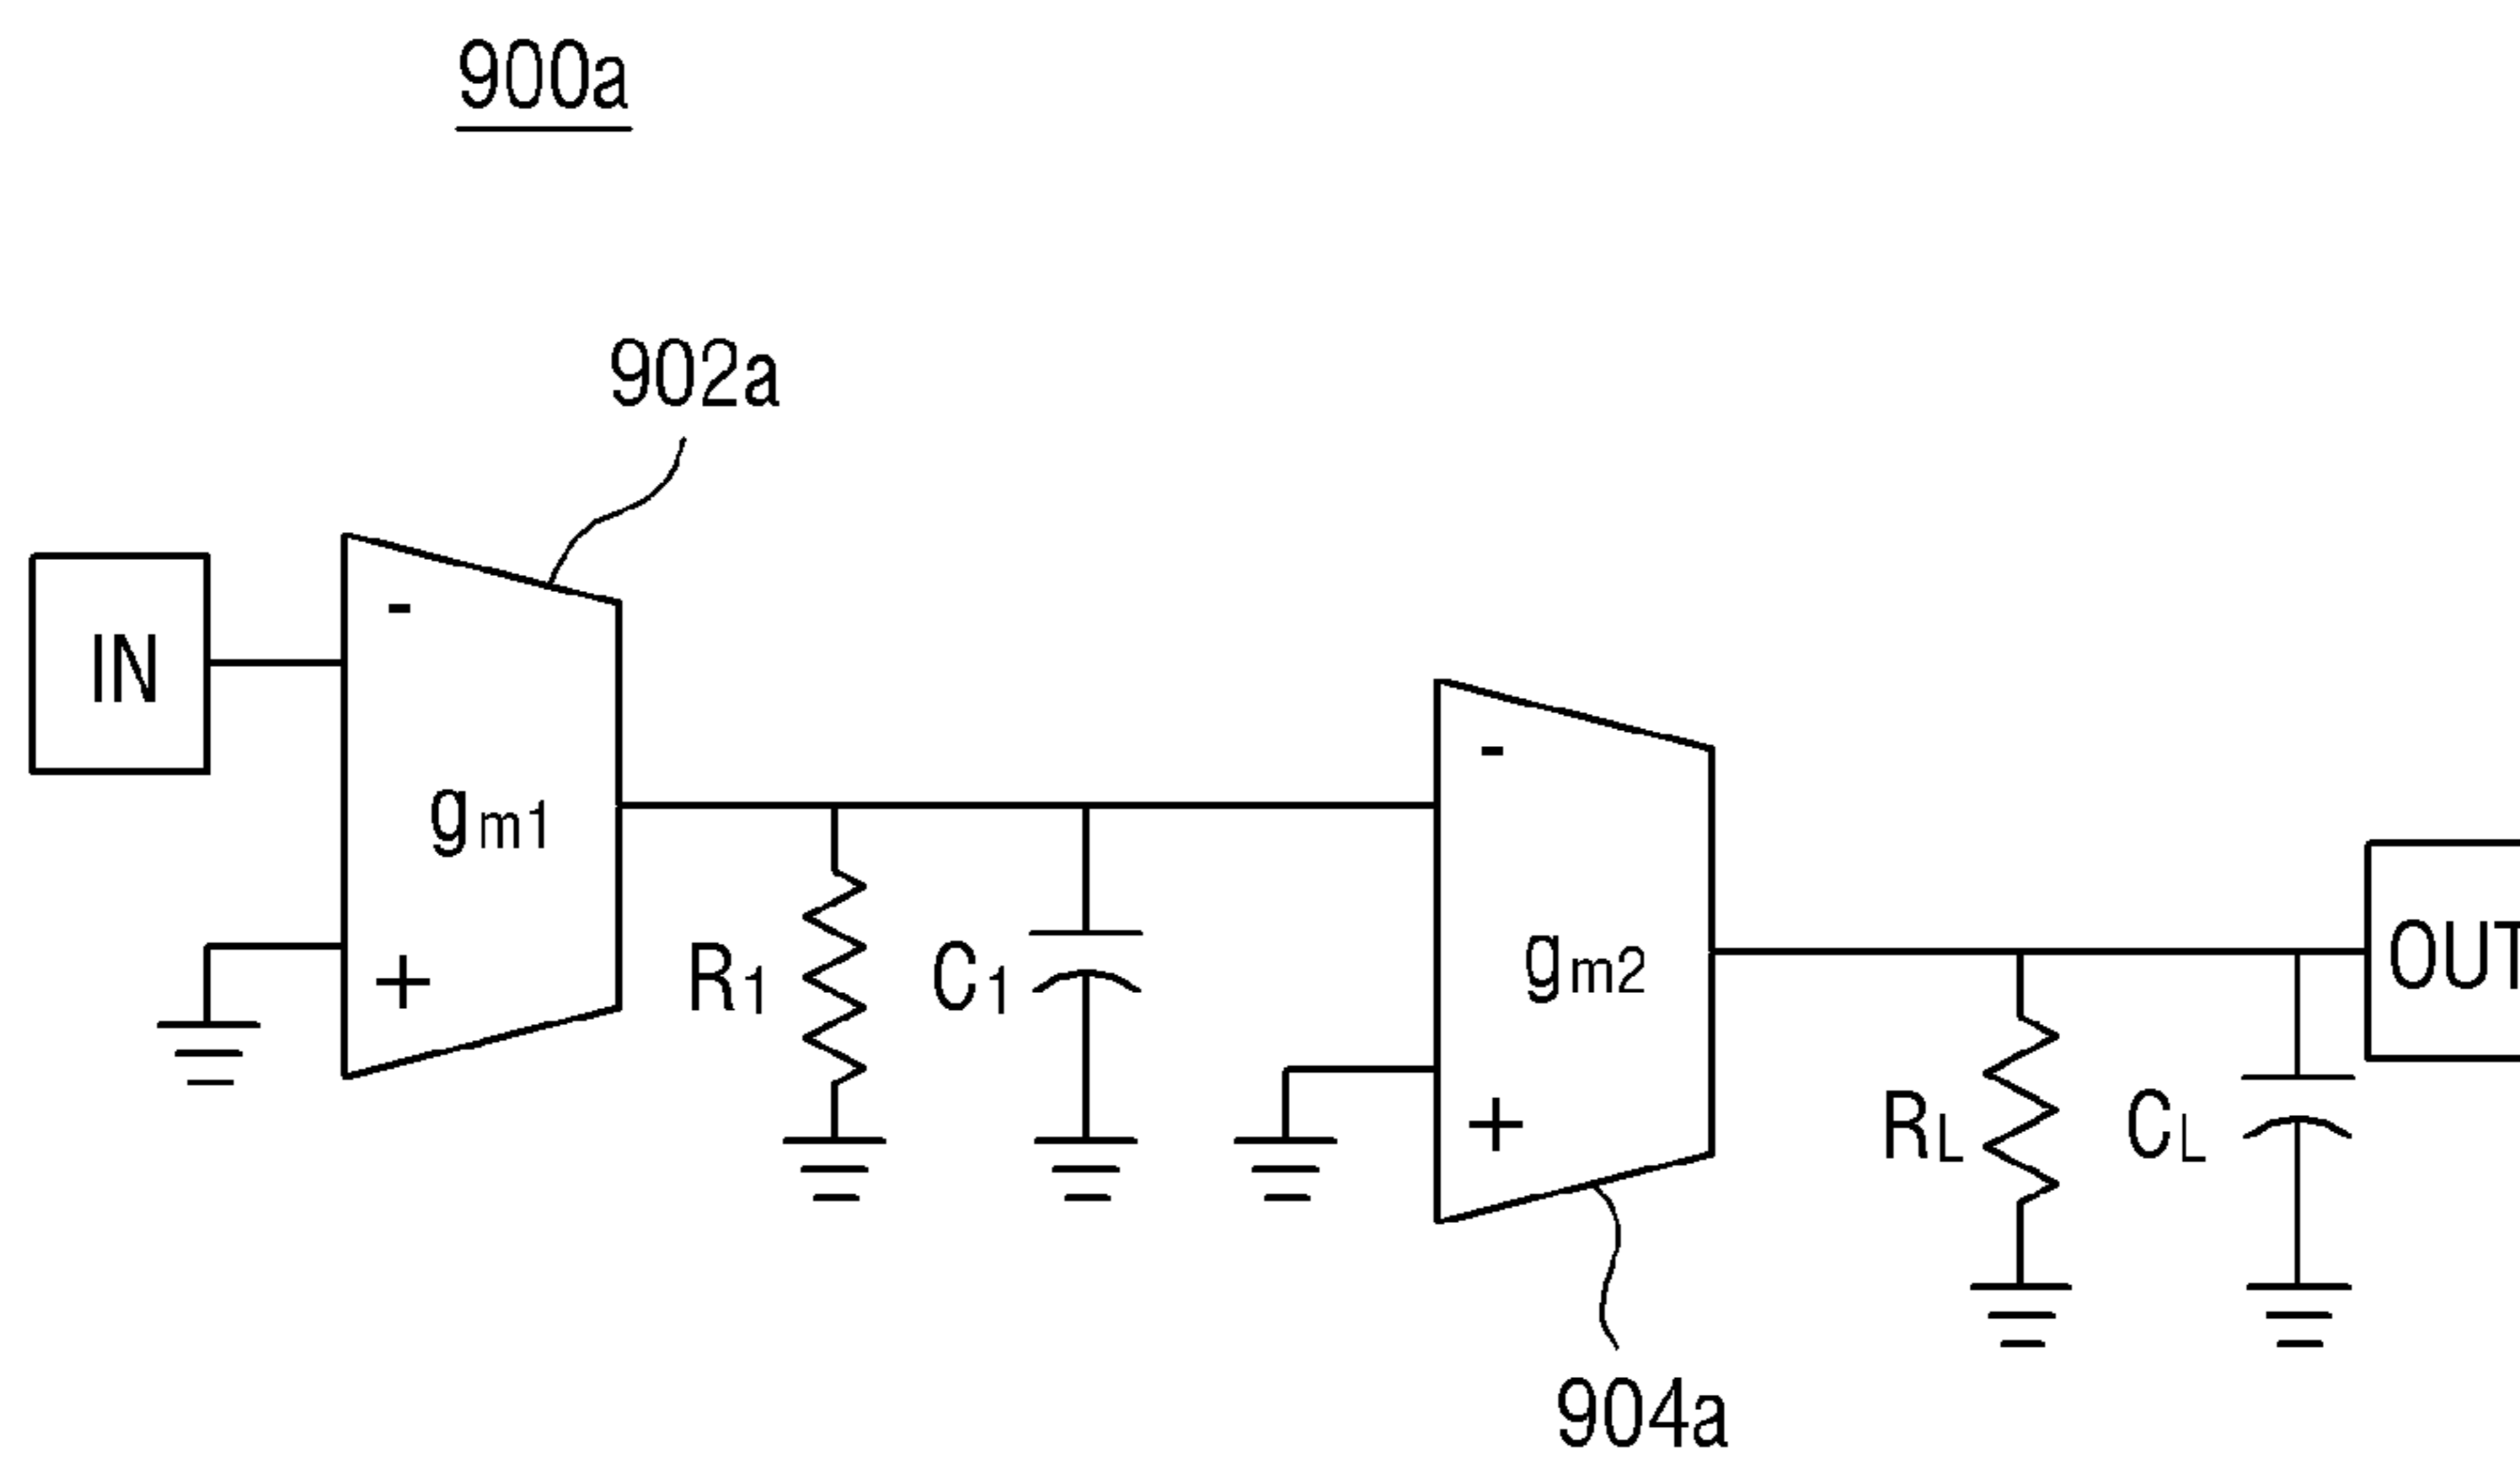 900a
902a
IN
-
gm1
+
R1
C1
-
gm2
+
OUT
RL
CL
904a